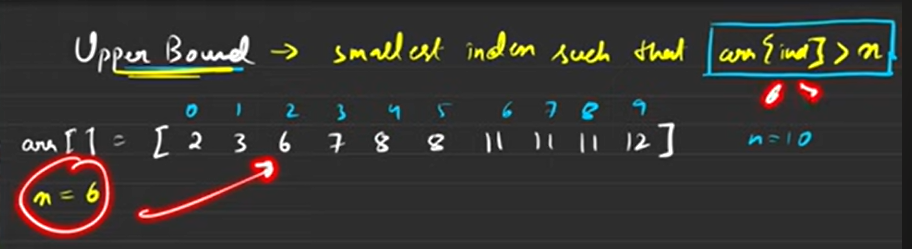 Upper Bound → smallest index such that arr[ind] > x
6 >
0 1 2 3 4 5 6 7 8 9
arr[] = [ 2 3 6 7 8 8 11 11 11 12 ] n=10
x = 6